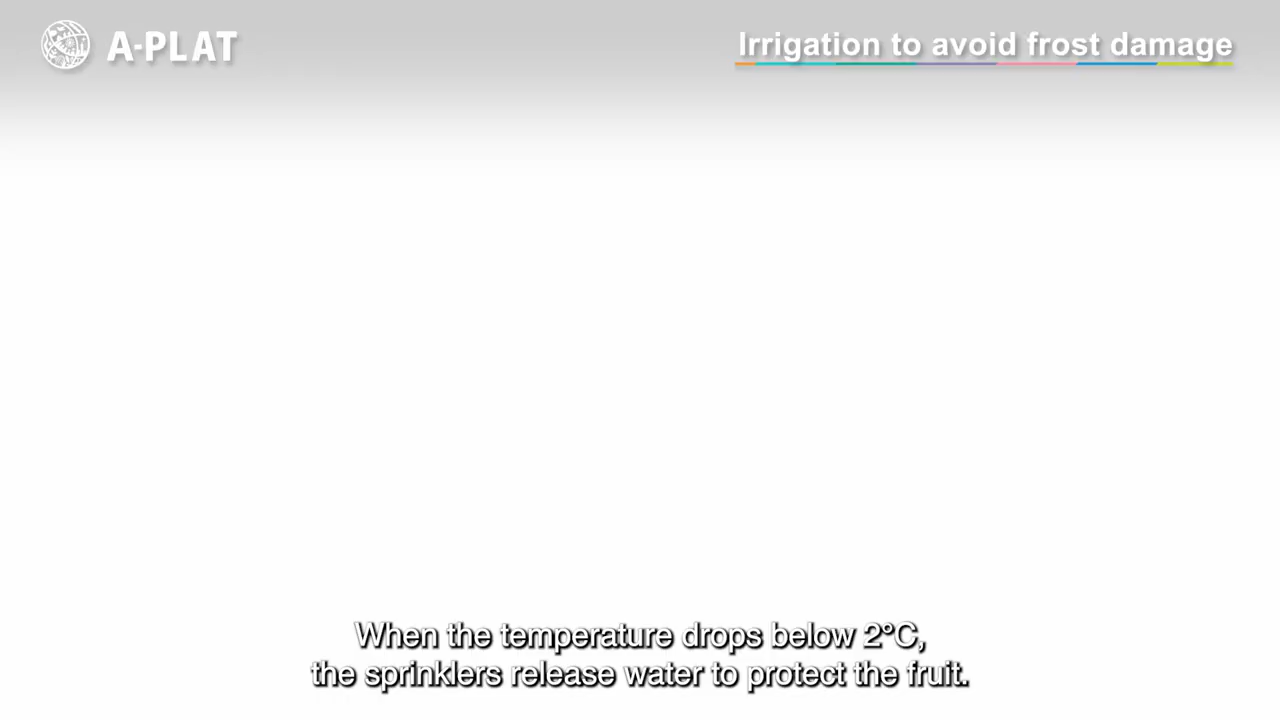 A-PLAT
Irrigation to avoid frost damage
When the temperature drops below 2°C,
the sprinklers release water to protect the fruit.